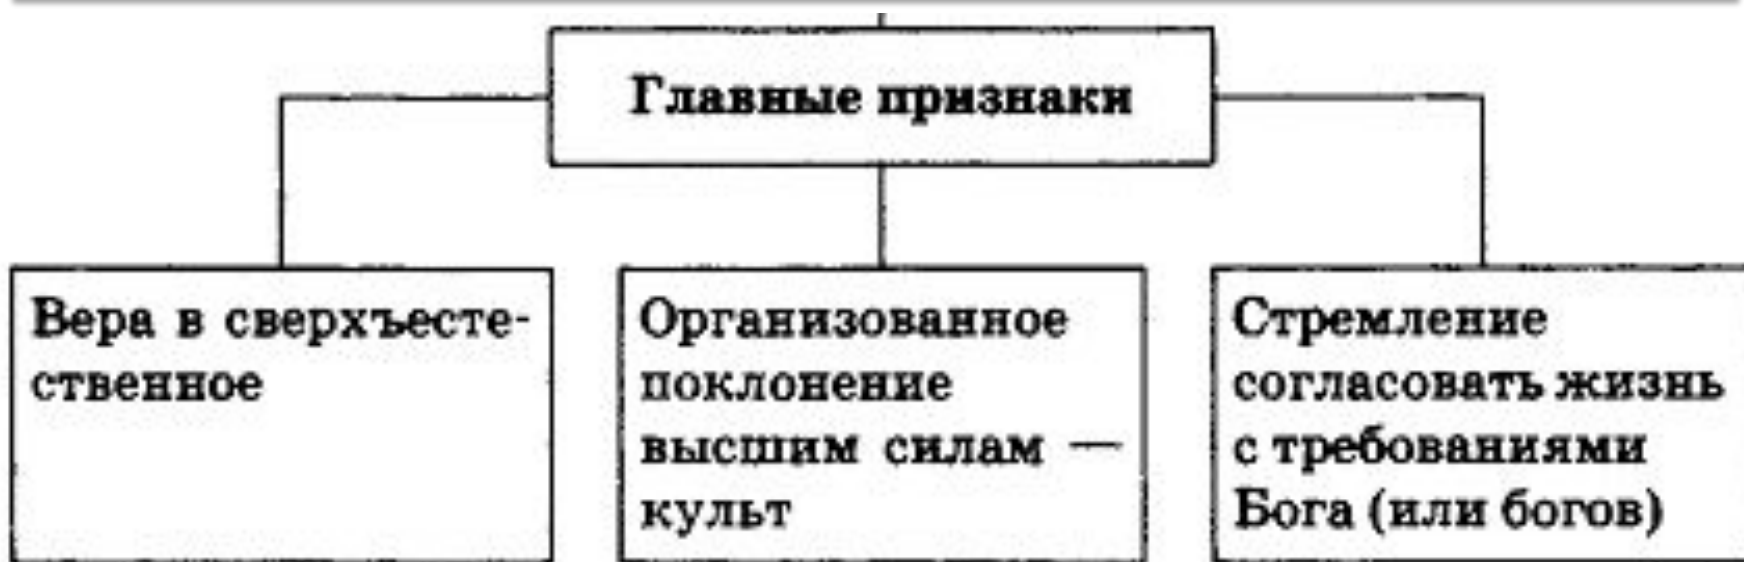 Главные признаки
Вера в сверхъесте-
ственное
Организованное
поклонение
высшим силам —
культ
Стремление
согласовать жизнь
с требованиями
Бога (или богов)